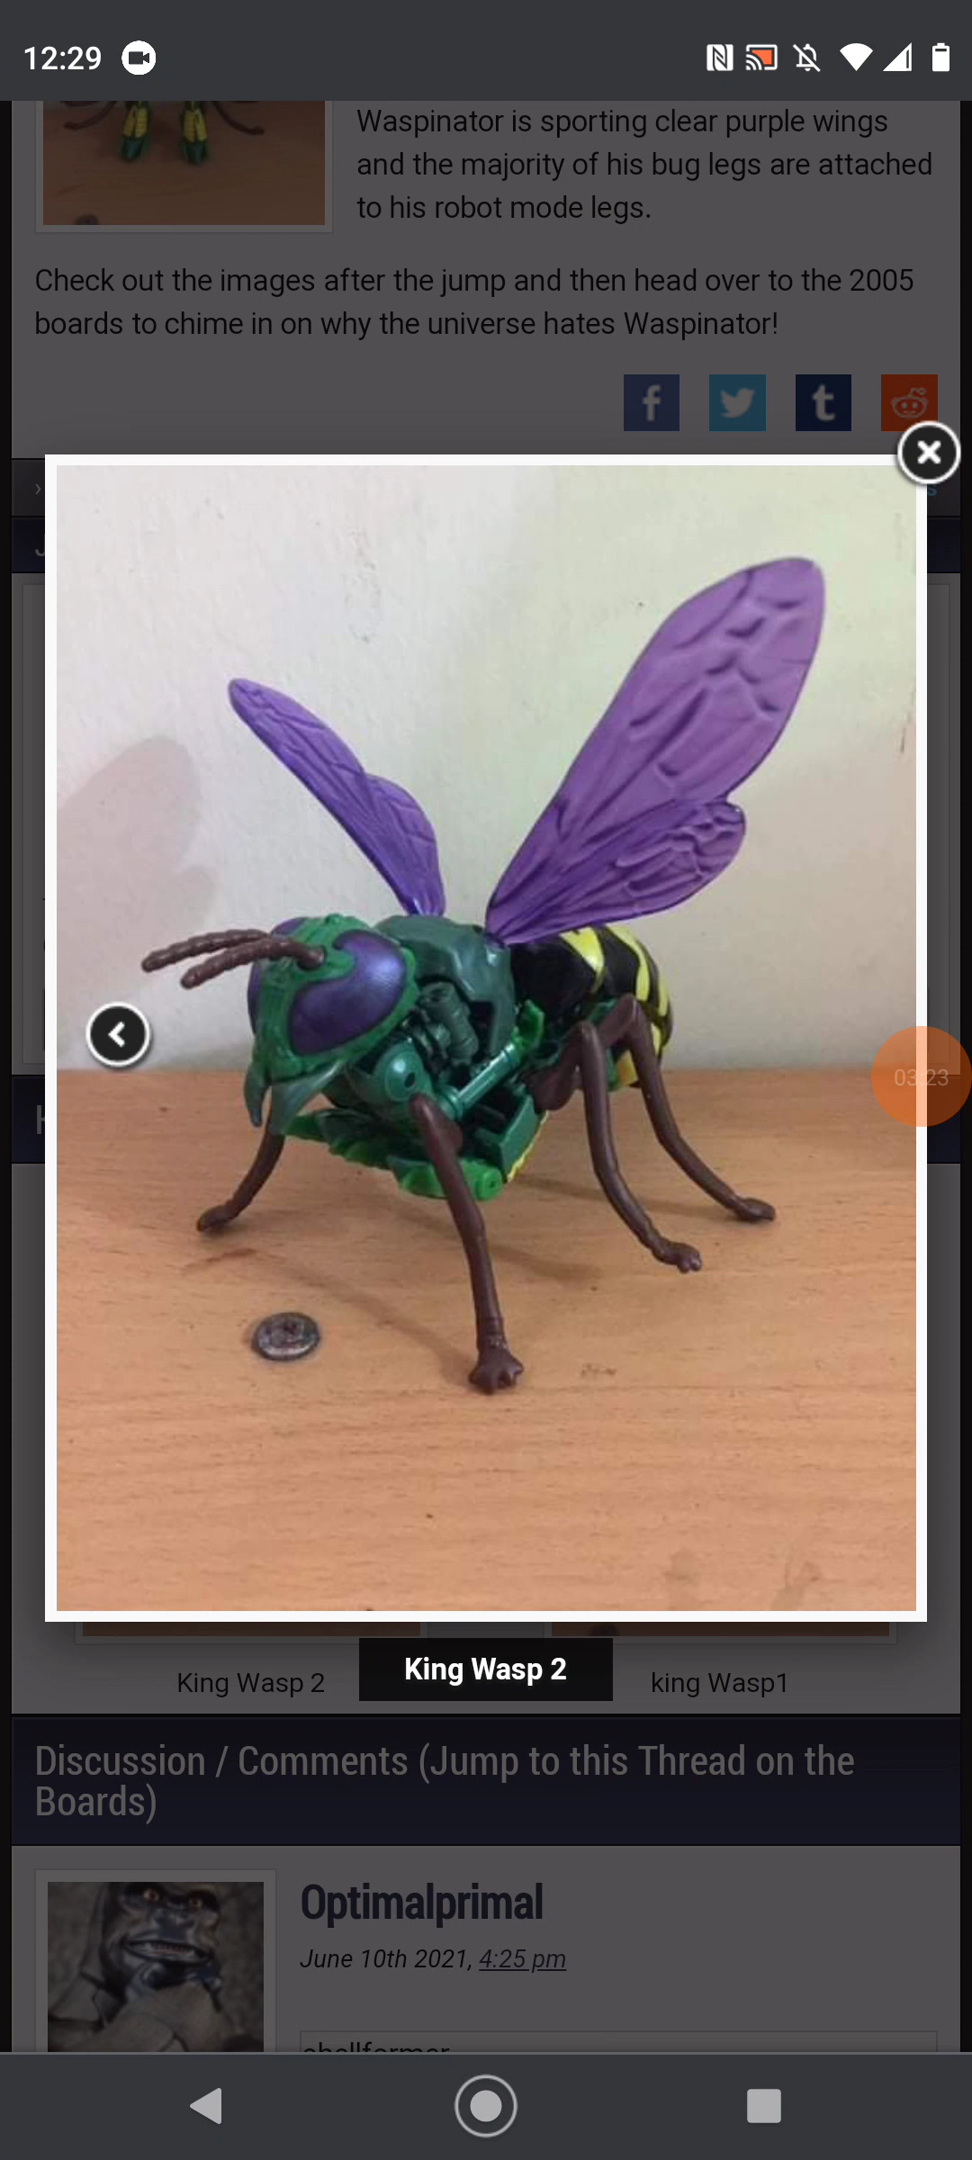 12:29
Waspinator is sporting clear purple wings
and the majority of his bug legs are attached
to his robot mode legs.
Check out the images after the jump and then head over to the 2005
boards to chime in on why the universe hates Waspinator!
03:23
King Wasp 2
King Wasp 2
king Wasp1
Discussion / Comments (Jump to this Thread on the
Boards)
Optimalprimal
June 10th 2021, 4:25 pm